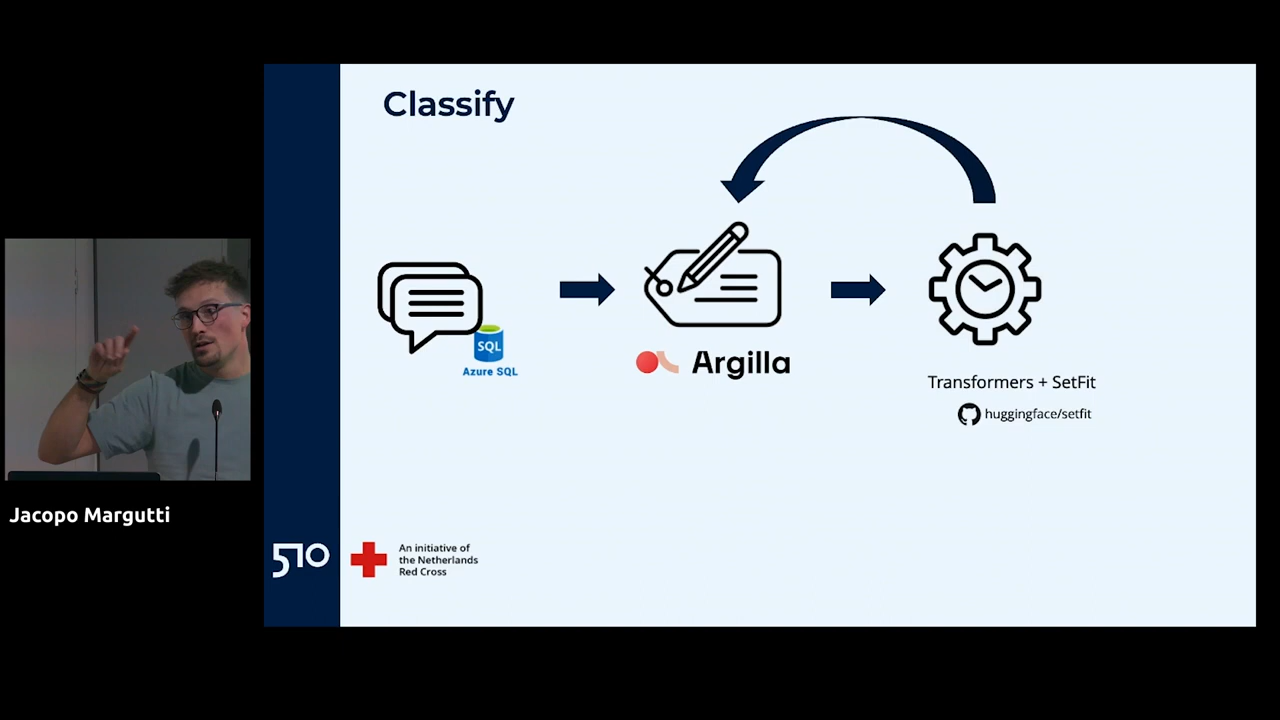 Classify
SQL
Azure SQL
Argilla
Transformers + SetFit
huggingface/setfit
Jacopo Margutti
510
An initiative of
the Netherlands
Red Cross